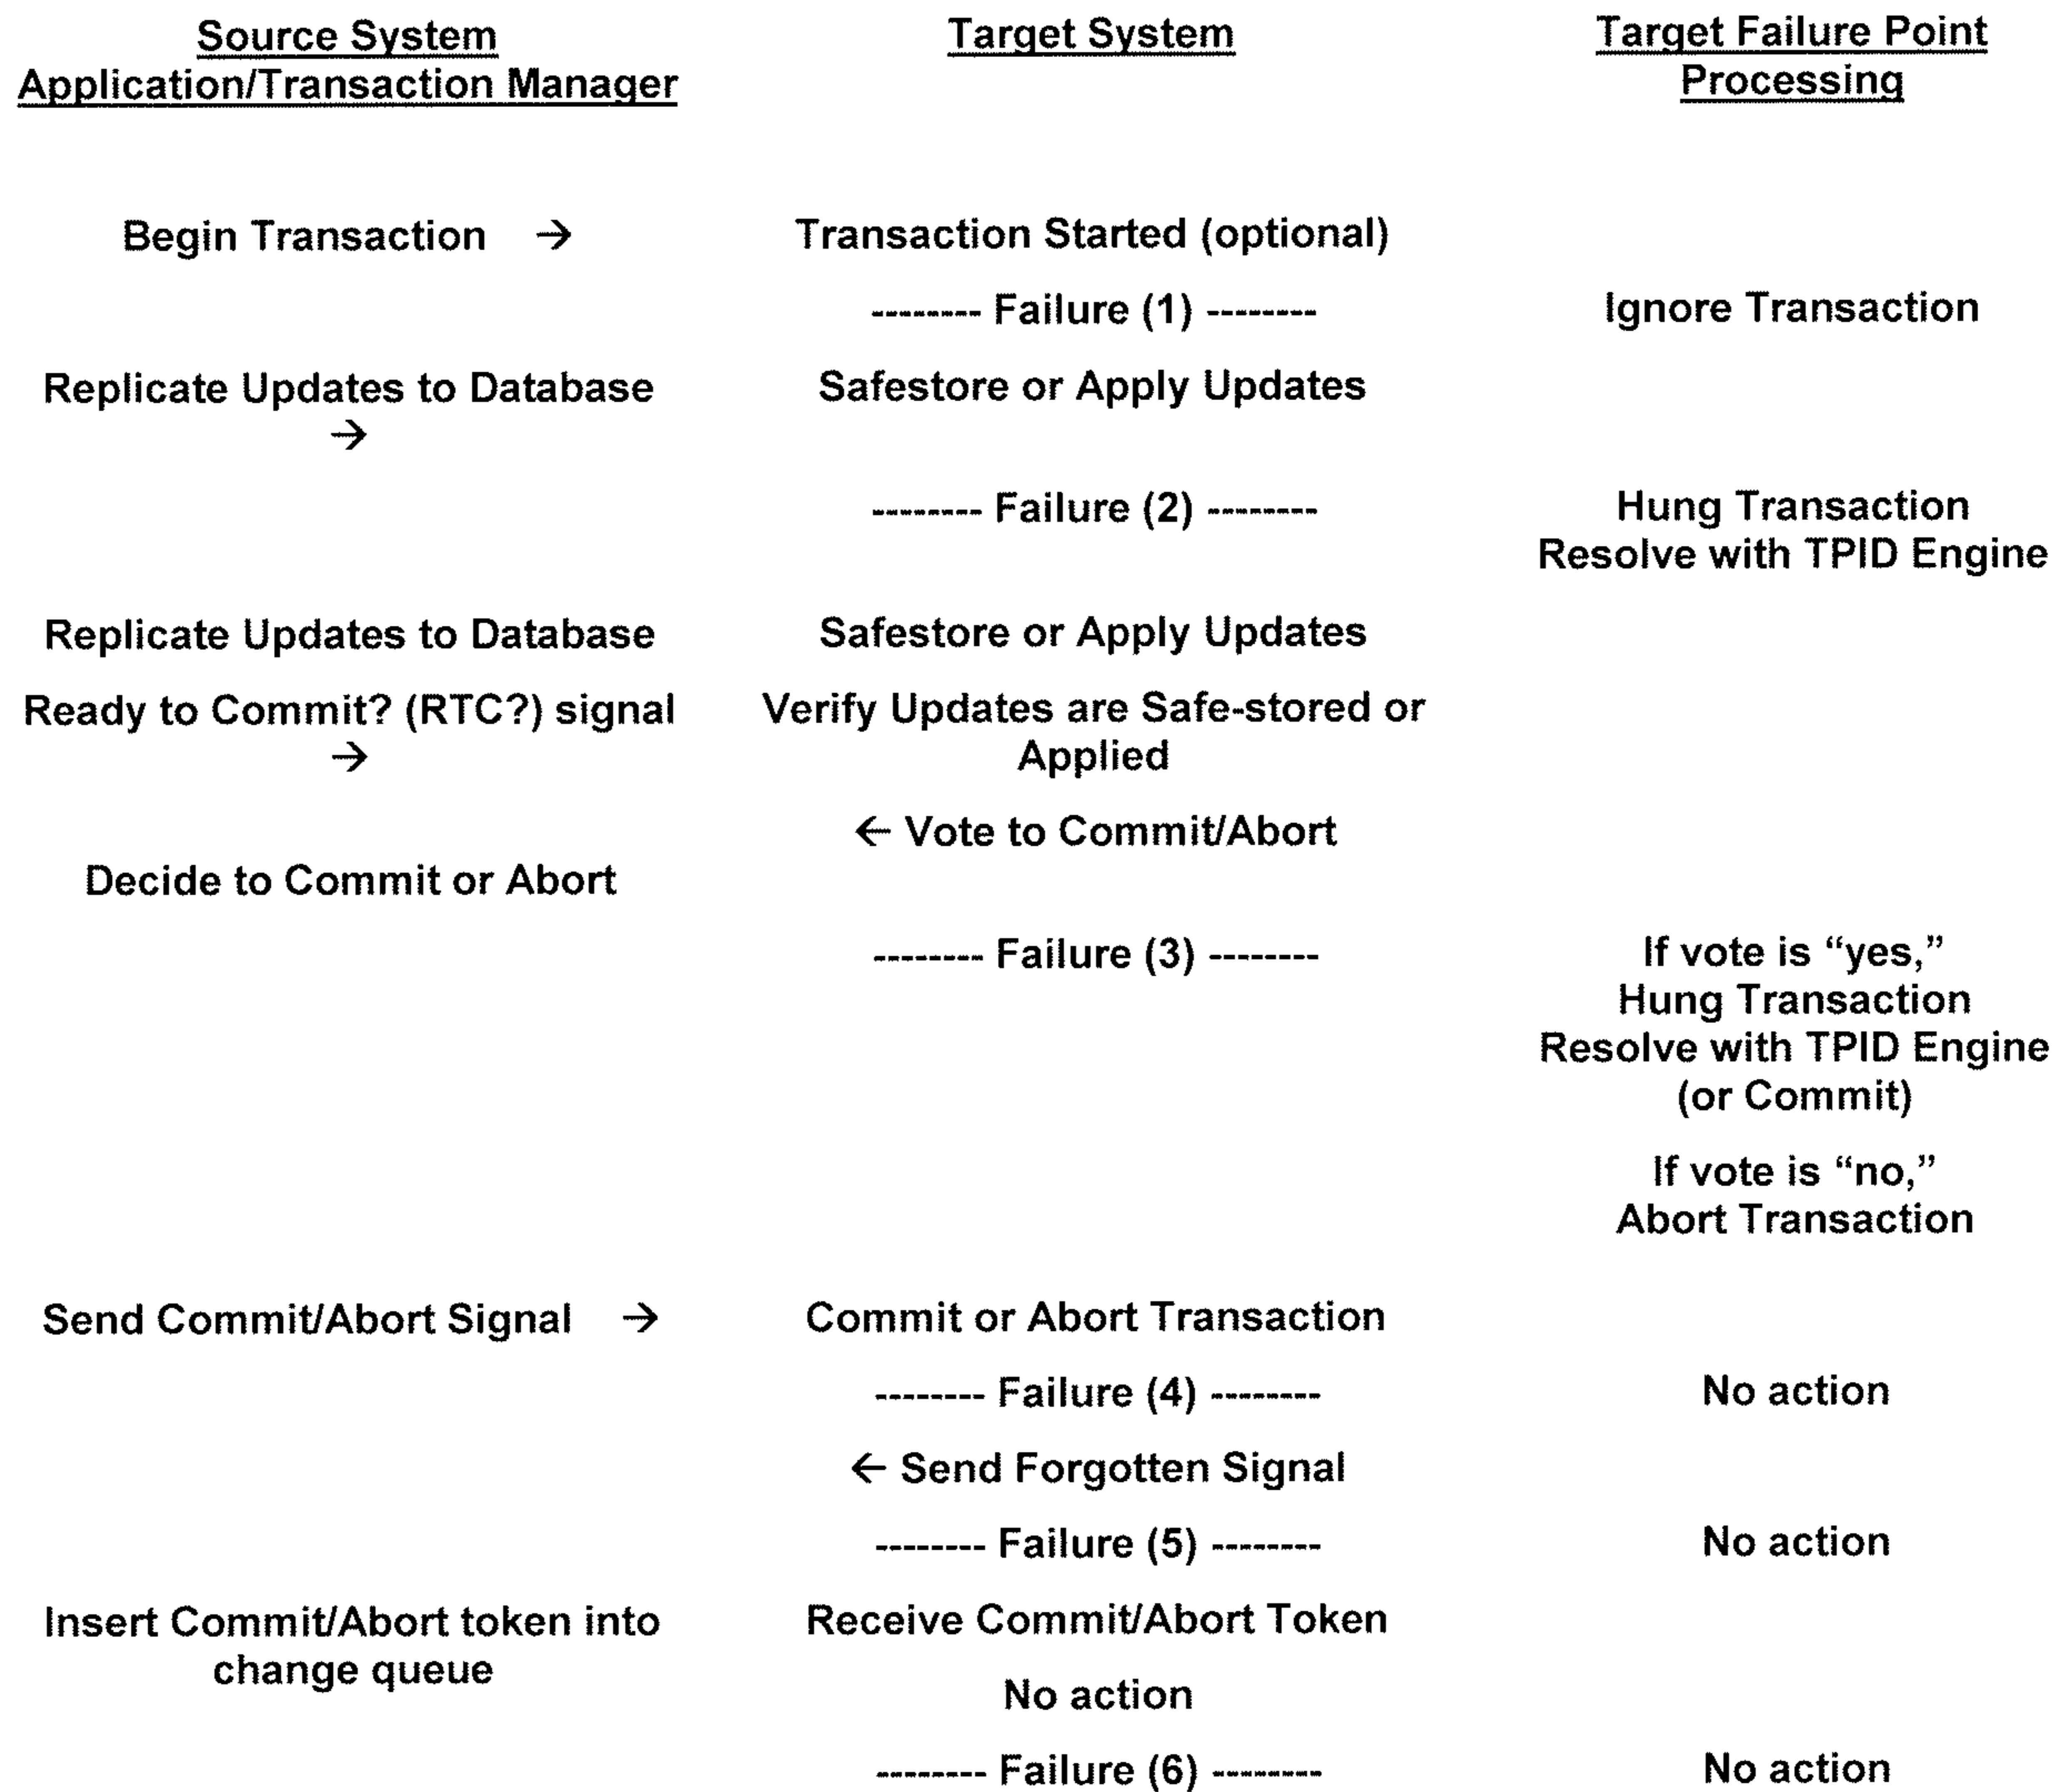 Source System
Application/Transaction Manager
Target System
Target Failure Point
Processing
Begin Transaction →
Transaction Started (optional)
-------- Failure (1) --------
Ignore Transaction
Replicate Updates to Database
→
Safestore or Apply Updates
-------- Failure (2) --------
Hung Transaction
Resolve with TPID Engine
Replicate Updates to Database
Safestore or Apply Updates
Ready to Commit? (RTC?) signal
→
Verify Updates are Safe-stored or
Applied
← Vote to Commit/Abort
Decide to Commit or Abort
-------- Failure (3) --------
If vote is “yes,”
Hung Transaction
Resolve with TPID Engine
(or Commit)
If vote is “no,”
Abort Transaction
Send Commit/Abort Signal →
Commit or Abort Transaction
-------- Failure (4) --------
No action
← Send Forgotten Signal
-------- Failure (5) --------
No action
Insert Commit/Abort token into
change queue
Receive Commit/Abort Token
No action
-------- Failure (6) --------
No action